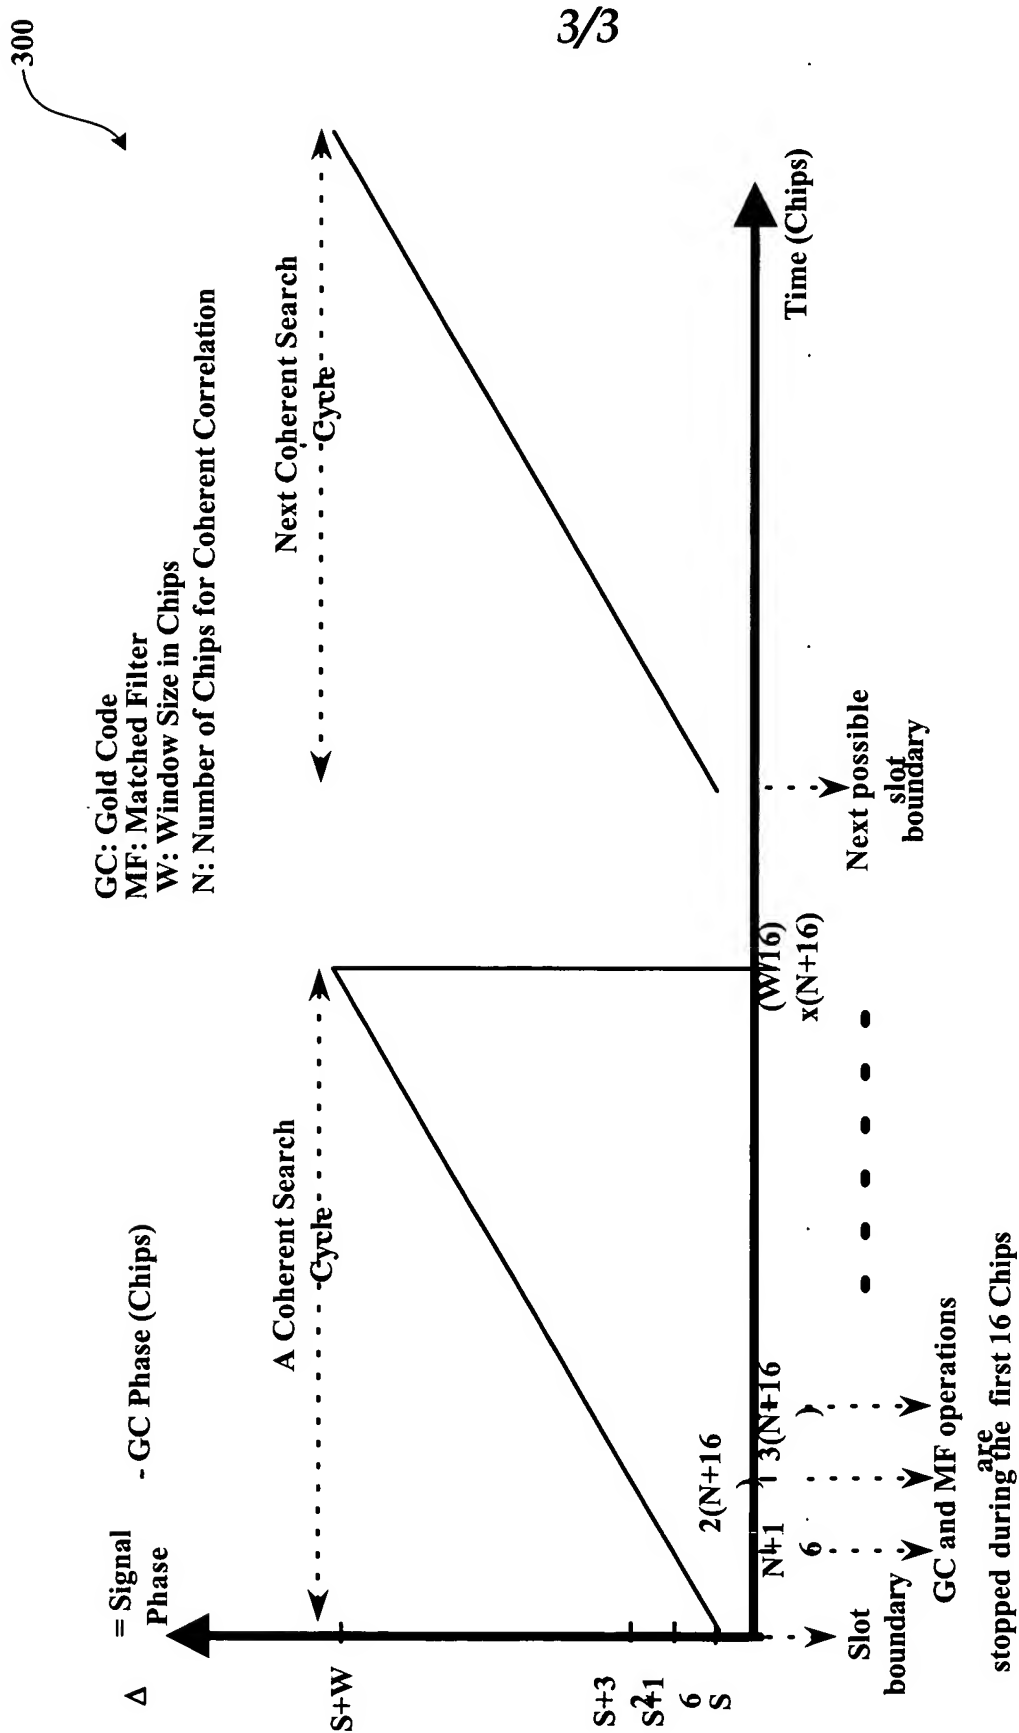 3/3
300
Δ = Signal Phase - GC Phase (Chips)
GC: Gold Code
MF: Matched Filter
W: Window Size in Chips
N: Number of Chips for Coherent Correlation
A Coherent Search
Cycle
Next Coherent Search
Cycle
S+W
S+3
2
S+1
6
S
2(N+16
)
N+1
6
3(N+16
)
(W/16)
x(N+16)
Time (Chips)
Slot
boundary
GC and MF operations
are
stopped during the first 16 Chips
Next possible
slot
boundary